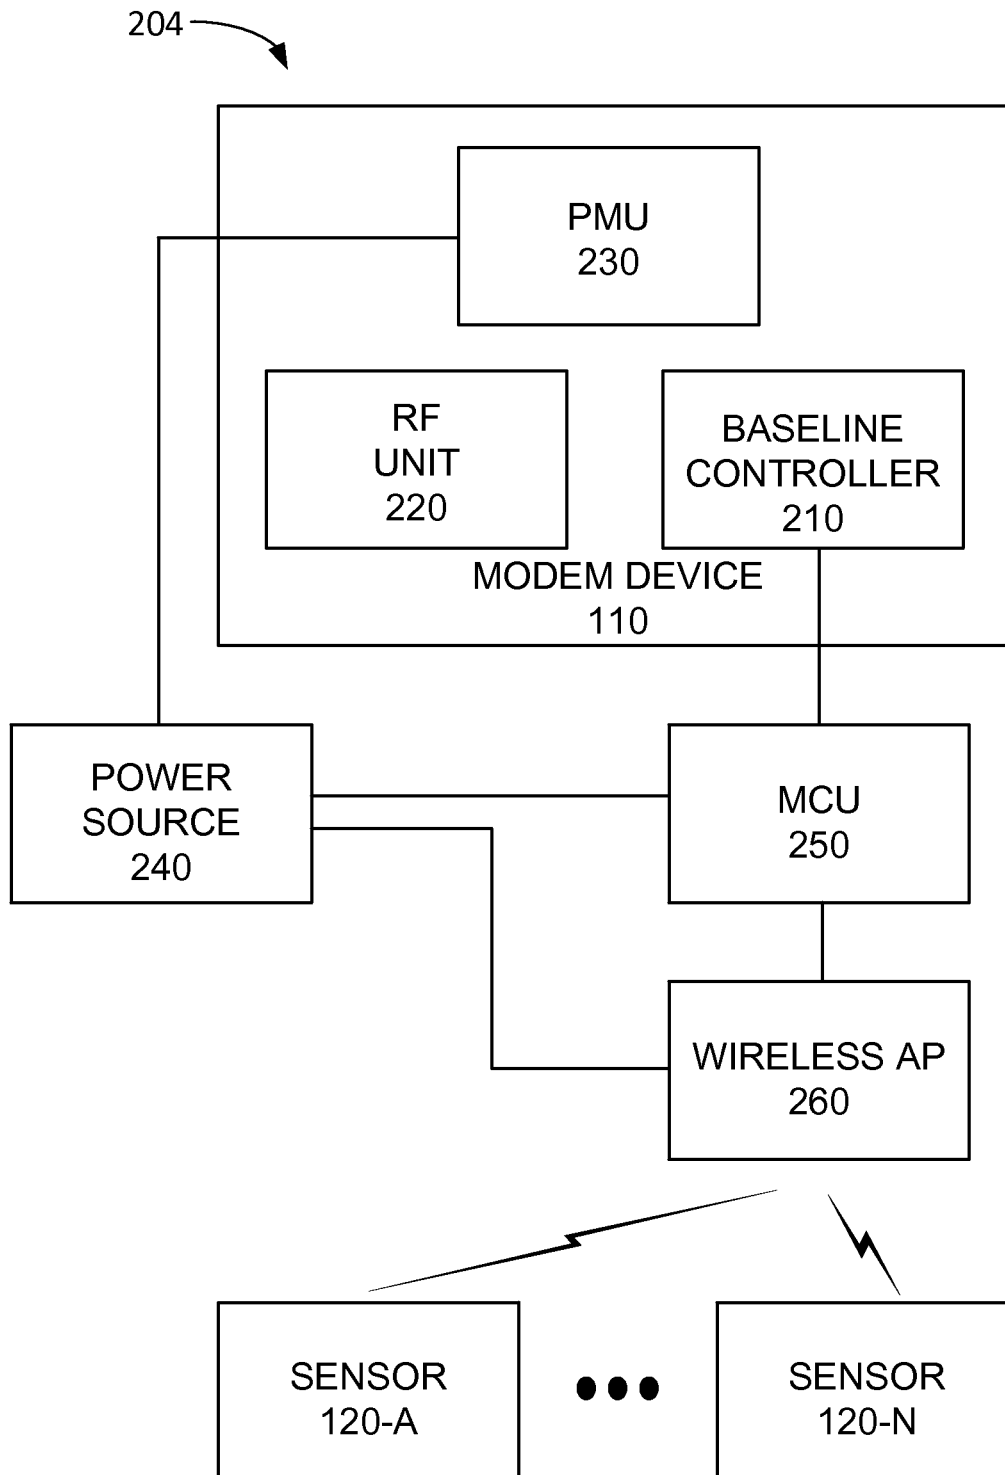 204
PMU
230
RF
UNIT
220
BASELINE
CONTROLLER
210
MODEM DEVICE
110
POWER
SOURCE
240
MCU
250
WIRELESS AP
260
SENSOR
120-A
SENSOR
120-N